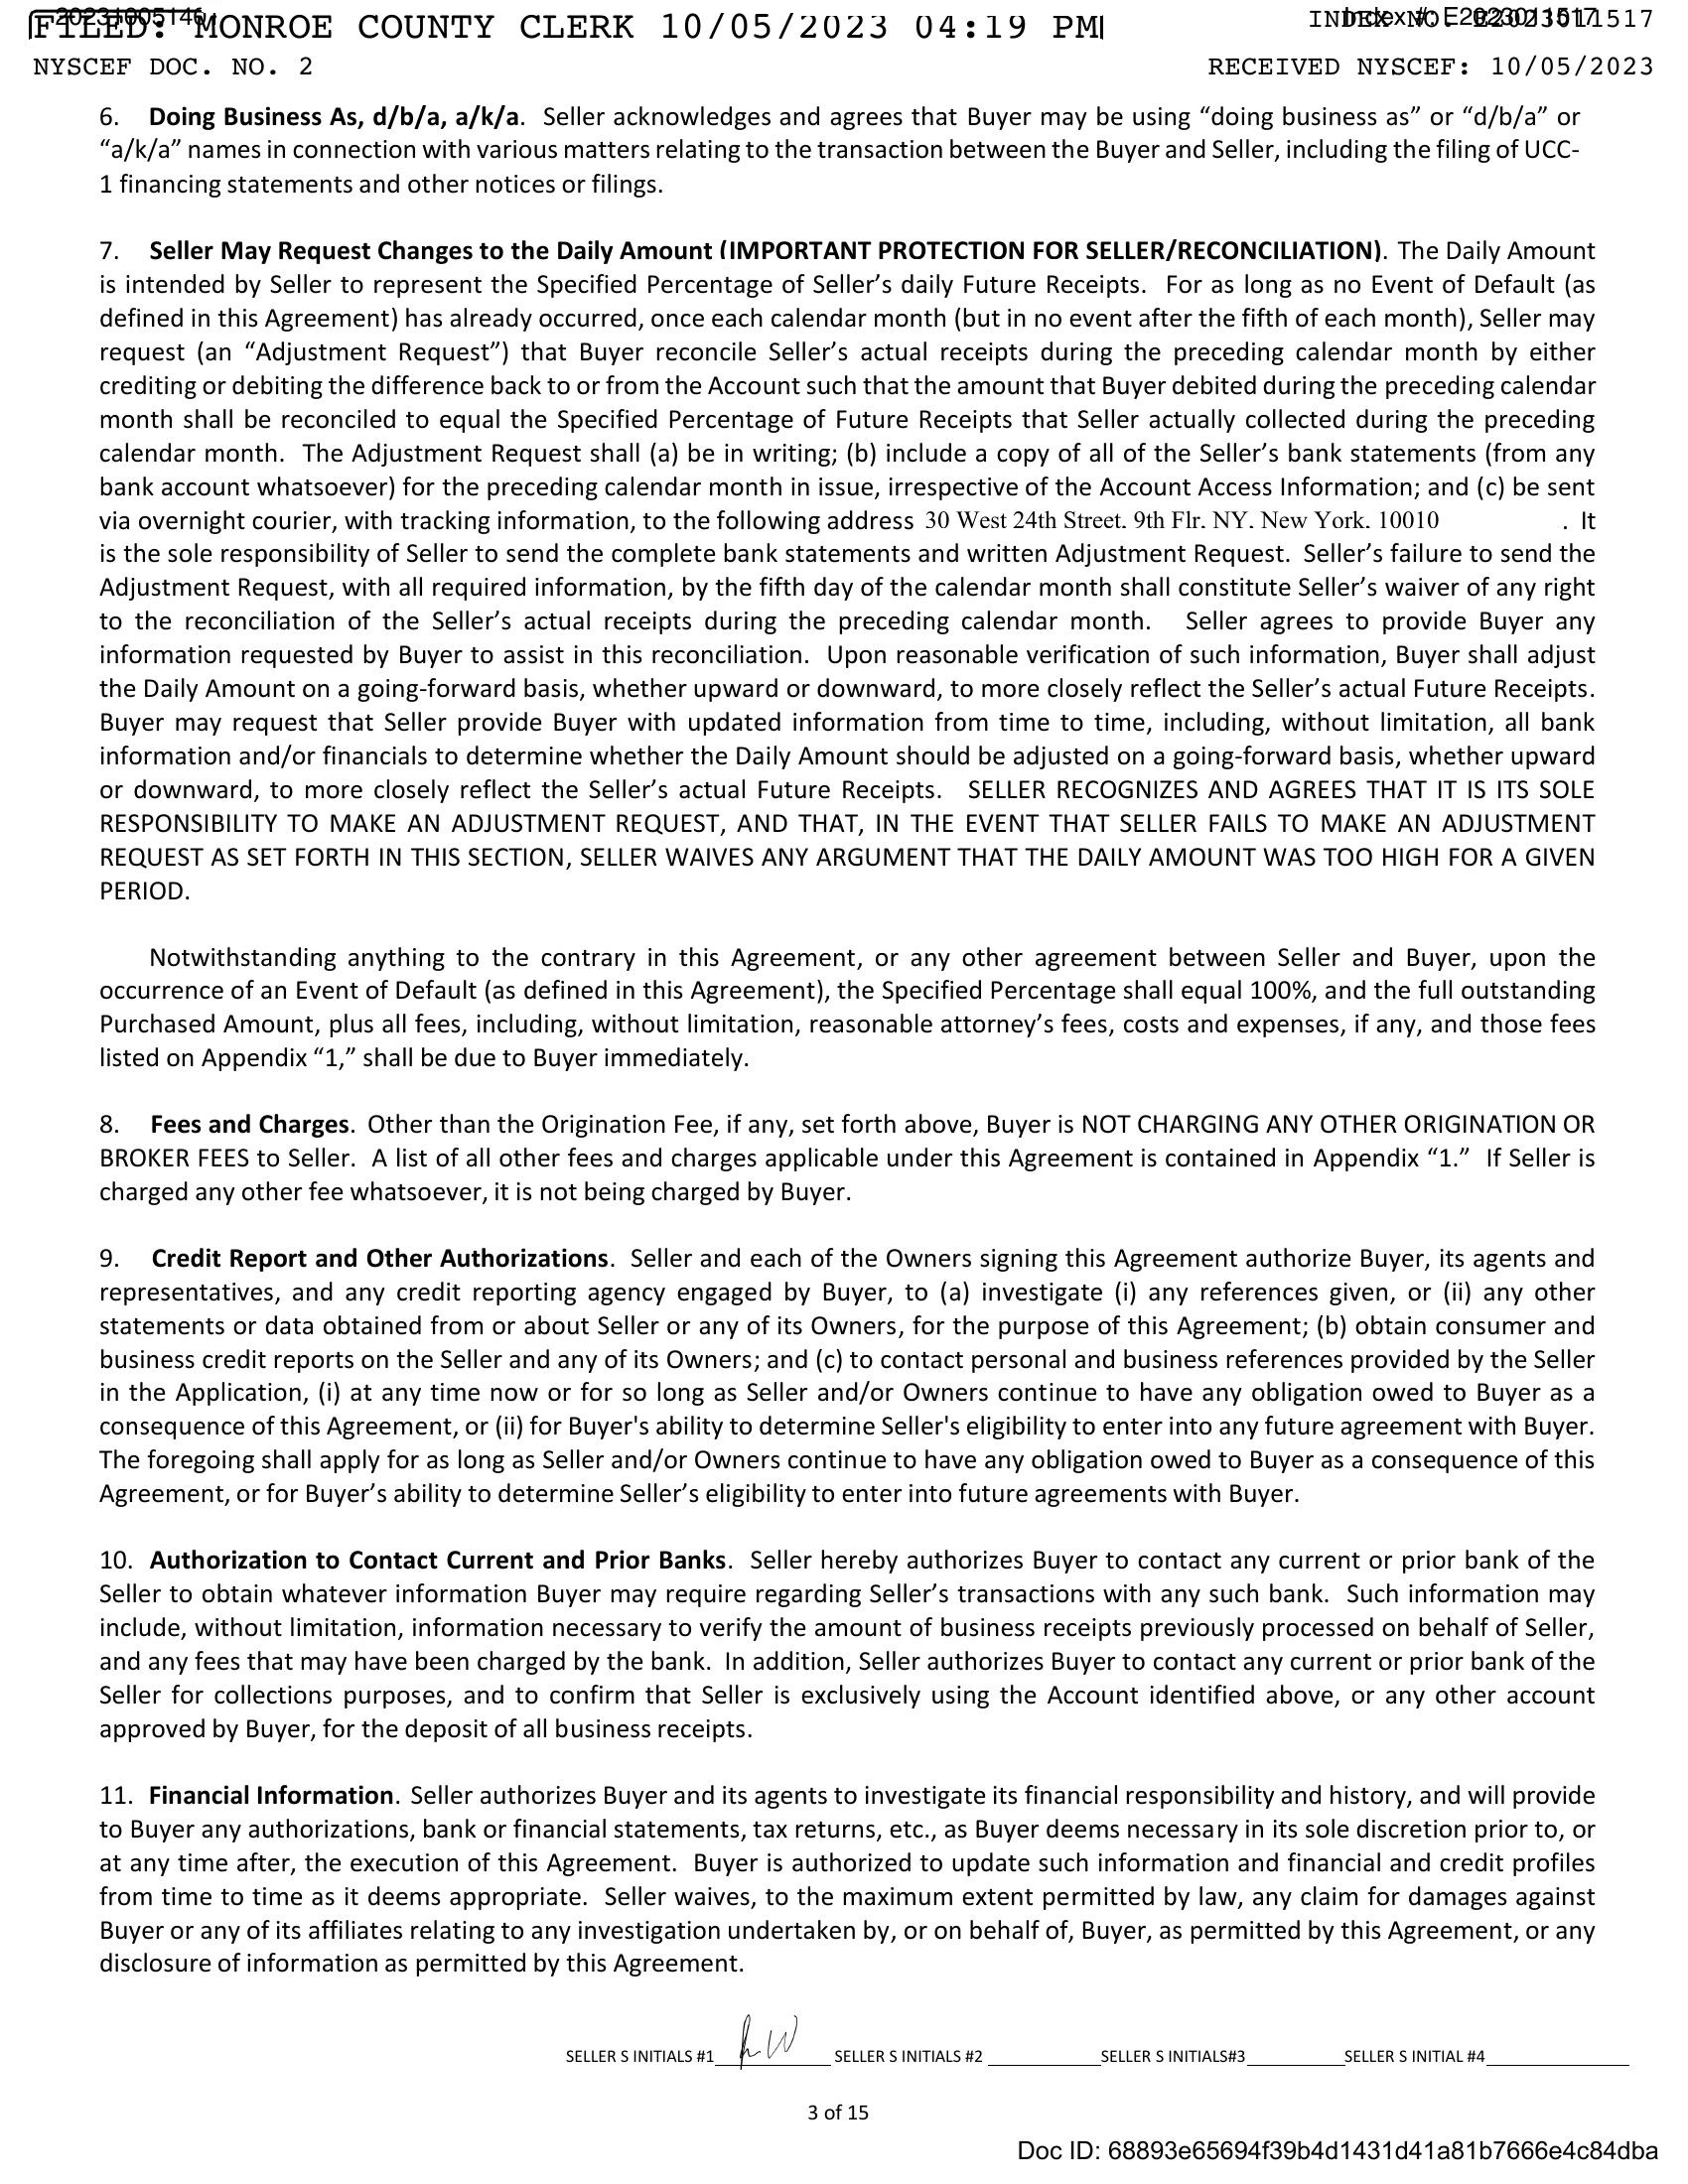 FILED: MONROE COUNTY CLERK 10/05/2023 04:19 PM
INDEX NO. E2023011517
NYSCEF DOC. NO. 2
RECEIVED NYSCEF: 10/05/2023
6. Doing Business As, d/b/a, a/k/a. Seller acknowledges and agrees that Buyer may be using “doing business as” or “d/b/a” or
“a/k/a” names in connection with various matters relating to the transaction between the Buyer and Seller, including the filing of UCC-
1 financing statements and other notices or filings.
7. Seller May Request Changes to the Daily Amount (IMPORTANT PROTECTION FOR SELLER/RECONCILIATION). The Daily Amount
is intended by Seller to represent the Specified Percentage of Seller’s daily Future Receipts. For as long as no Event of Default (as
defined in this Agreement) has already occurred, once each calendar month (but in no event after the fifth of each month), Seller may
request (an “Adjustment Request”) that Buyer reconcile Seller’s actual receipts during the preceding calendar month by either
crediting or debiting the difference back to or from the Account such that the amount that Buyer debited during the preceding calendar
month shall be reconciled to equal the Specified Percentage of Future Receipts that Seller actually collected during the preceding
calendar month. The Adjustment Request shall (a) be in writing; (b) include a copy of all of the Seller’s bank statements (from any
bank account whatsoever) for the preceding calendar month in issue, irrespective of the Account Access Information; and (c) be sent
via overnight courier, with tracking information, to the following address 30 West 24th Street. 9th Flr. NY. New York. 10010 . It
is the sole responsibility of Seller to send the complete bank statements and written Adjustment Request. Seller’s failure to send the
Adjustment Request, with all required information, by the fifth day of the calendar month shall constitute Seller’s waiver of any right
to the reconciliation of the Seller’s actual receipts during the preceding calendar month. Seller agrees to provide Buyer any
information requested by Buyer to assist in this reconciliation. Upon reasonable verification of such information, Buyer shall adjust
the Daily Amount on a going-forward basis, whether upward or downward, to more closely reflect the Seller’s actual Future Receipts.
Buyer may request that Seller provide Buyer with updated information from time to time, including, without limitation, all bank
information and/or financials to determine whether the Daily Amount should be adjusted on a going-forward basis, whether upward
or downward, to more closely reflect the Seller’s actual Future Receipts. SELLER RECOGNIZES AND AGREES THAT IT IS ITS SOLE
RESPONSIBILITY TO MAKE AN ADJUSTMENT REQUEST, AND THAT, IN THE EVENT THAT SELLER FAILS TO MAKE AN ADJUSTMENT
REQUEST AS SET FORTH IN THIS SECTION, SELLER WAIVES ANY ARGUMENT THAT THE DAILY AMOUNT WAS TOO HIGH FOR A GIVEN
PERIOD.
Notwithstanding anything to the contrary in this Agreement, or any other agreement between Seller and Buyer, upon the
occurrence of an Event of Default (as defined in this Agreement), the Specified Percentage shall equal 100%, and the full outstanding
Purchased Amount, plus all fees, including, without limitation, reasonable attorney’s fees, costs and expenses, if any, and those fees
listed on Appendix “1,” shall be due to Buyer immediately.
8. Fees and Charges. Other than the Origination Fee, if any, set forth above, Buyer is NOT CHARGING ANY OTHER ORIGINATION OR
BROKER FEES to Seller. A list of all other fees and charges applicable under this Agreement is contained in Appendix “1.” If Seller is
charged any other fee whatsoever, it is not being charged by Buyer.
9. Credit Report and Other Authorizations. Seller and each of the Owners signing this Agreement authorize Buyer, its agents and
representatives, and any credit reporting agency engaged by Buyer, to (a) investigate (i) any references given, or (ii) any other
statements or data obtained from or about Seller or any of its Owners, for the purpose of this Agreement; (b) obtain consumer and
business credit reports on the Seller and any of its Owners; and (c) to contact personal and business references provided by the Seller
in the Application, (i) at any time now or for so long as Seller and/or Owners continue to have any obligation owed to Buyer as a
consequence of this Agreement, or (ii) for Buyer's ability to determine Seller's eligibility to enter into any future agreement with Buyer.
The foregoing shall apply for as long as Seller and/or Owners continue to have any obligation owed to Buyer as a consequence of this
Agreement, or for Buyer’s ability to determine Seller’s eligibility to enter into future agreements with Buyer.
10. Authorization to Contact Current and Prior Banks. Seller hereby authorizes Buyer to contact any current or prior bank of the
Seller to obtain whatever information Buyer may require regarding Seller’s transactions with any such bank. Such information may
include, without limitation, information necessary to verify the amount of business receipts previously processed on behalf of Seller,
and any fees that may have been charged by the bank. In addition, Seller authorizes Buyer to contact any current or prior bank of the
Seller for collections purposes, and to confirm that Seller is exclusively using the Account identified above, or any other account
approved by Buyer, for the deposit of all business receipts.
11. Financial Information. Seller authorizes Buyer and its agents to investigate its financial responsibility and history, and will provide
to Buyer any authorizations, bank or financial statements, tax returns, etc., as Buyer deems necessary in its sole discretion prior to, or
at any time after, the execution of this Agreement. Buyer is authorized to update such information and financial and credit profiles
from time to time as it deems appropriate. Seller waives, to the maximum extent permitted by law, any claim for damages against
Buyer or any of its affiliates relating to any investigation undertaken by, or on behalf of, Buyer, as permitted by this Agreement, or any
disclosure of information as permitted by this Agreement.
SELLER S INITIALS #1 SELLER S INITIALS #2 SELLER S INITIALS#3 SELLER S INITIAL #4
3 of 15
Doc ID: 68893e65694f39b4d1431d41a81b7666e4c84dba